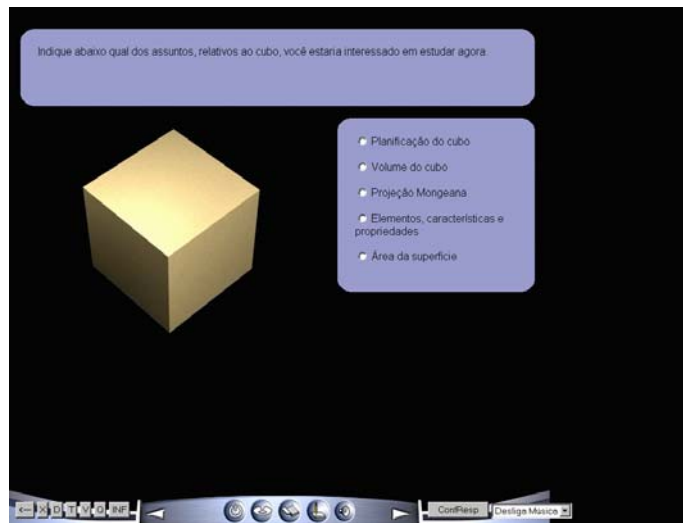 Indique abaixo qual dos assuntos, relativos ao cubo, você estaria interessado em estudar agora.
Planificação do cubo
Volume do cubo
Projeção Mongeana
Elementos, características e
propriedades
Área da superfície
<-- X D T V Q INF ConfResp Desliga Música